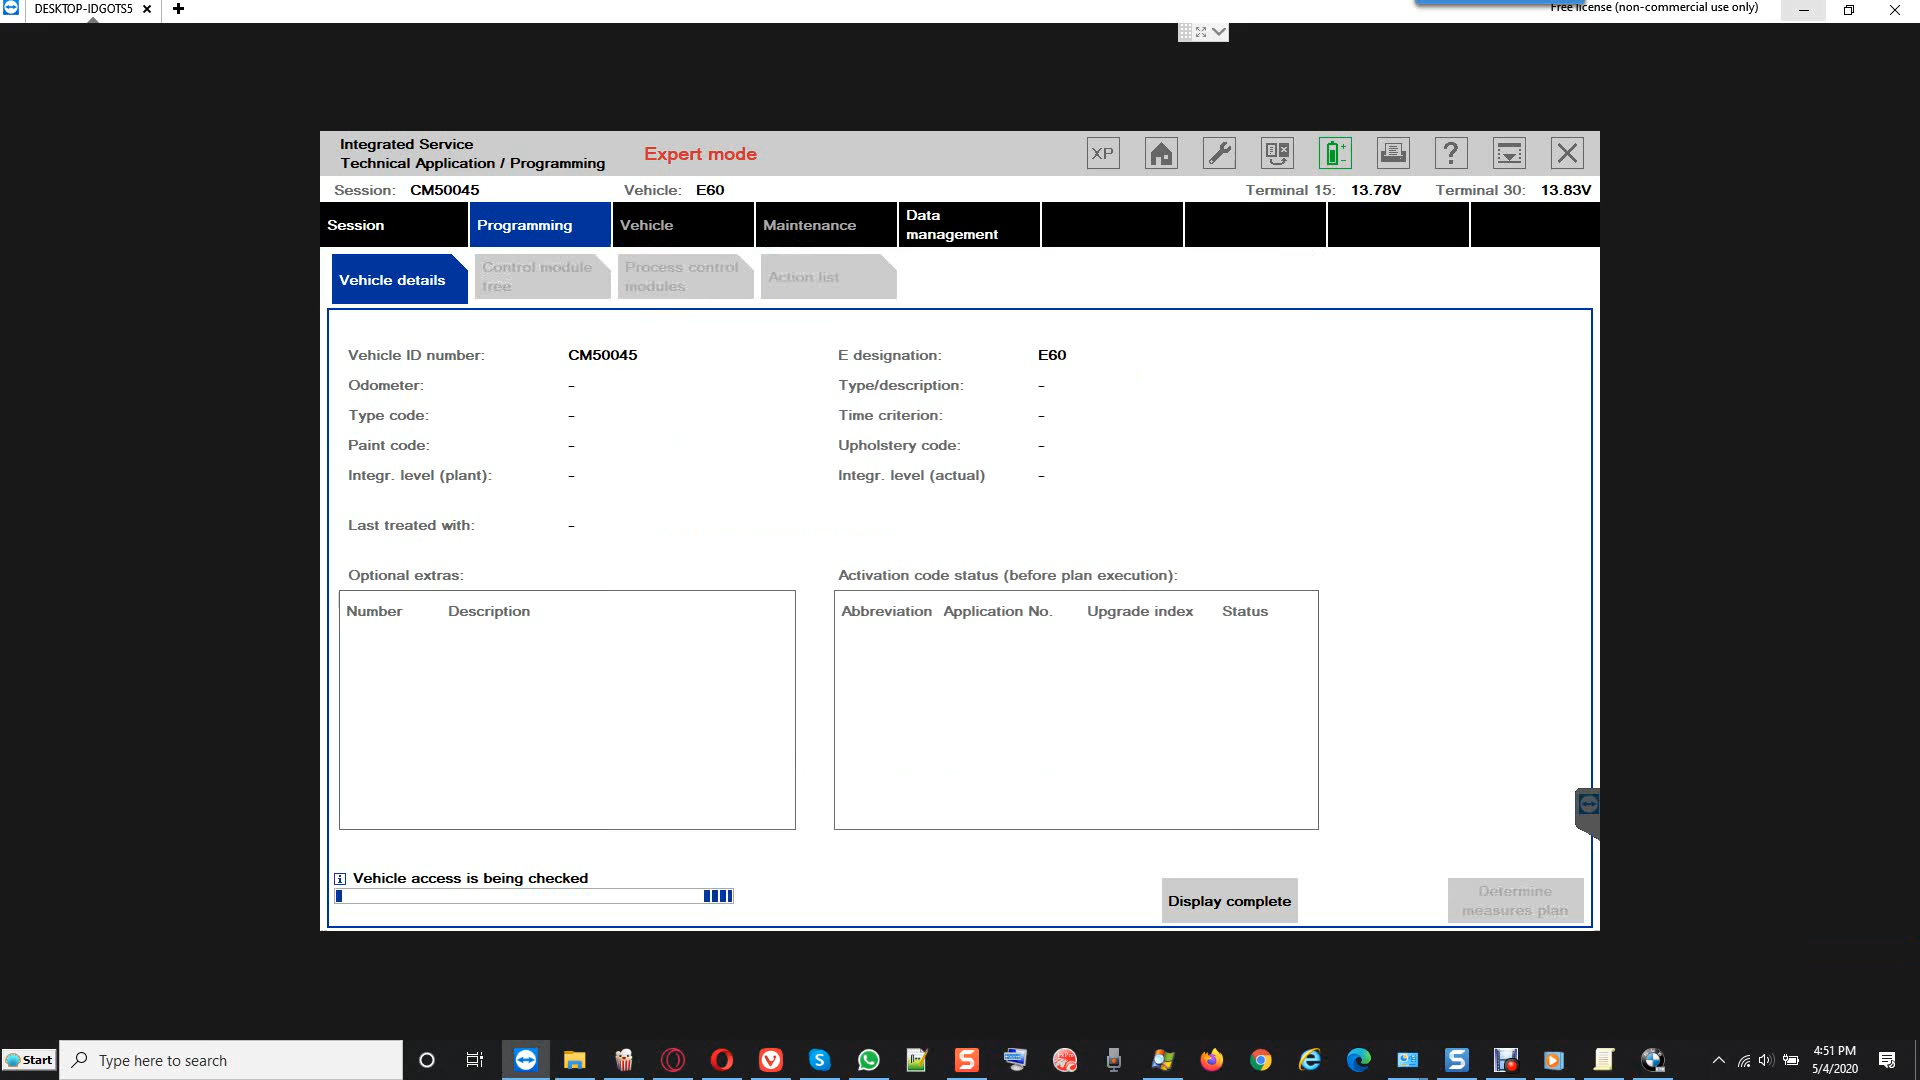 DESKTOP-IDGOTS5
Free license (non-commercial use only)
Integrated Service
Technical Application / Programming
Expert mode
XP
?
Session: CM50045
Vehicle: E60
Terminal 15: 13.78V
Terminal 30: 13.83V
Session
Programming
Vehicle
Maintenance
Data
management
Vehicle details
Control module
tree
Process control
modules
Action list
Vehicle ID number: CM50045
E designation: E60
Odometer: -
Type/description: -
Type code: -
Time criterion: -
Paint code: -
Upholstery code: -
Integr. level (plant): -
Integr. level (actual) -
Last treated with: -
Optional extras:
Activation code status (before plan execution):
Number Description
Abbreviation Application No. Upgrade index Status
Vehicle access is being checked
Display complete
Determine
measures plan
Start
Type here to search
4:51 PM
5/4/2020